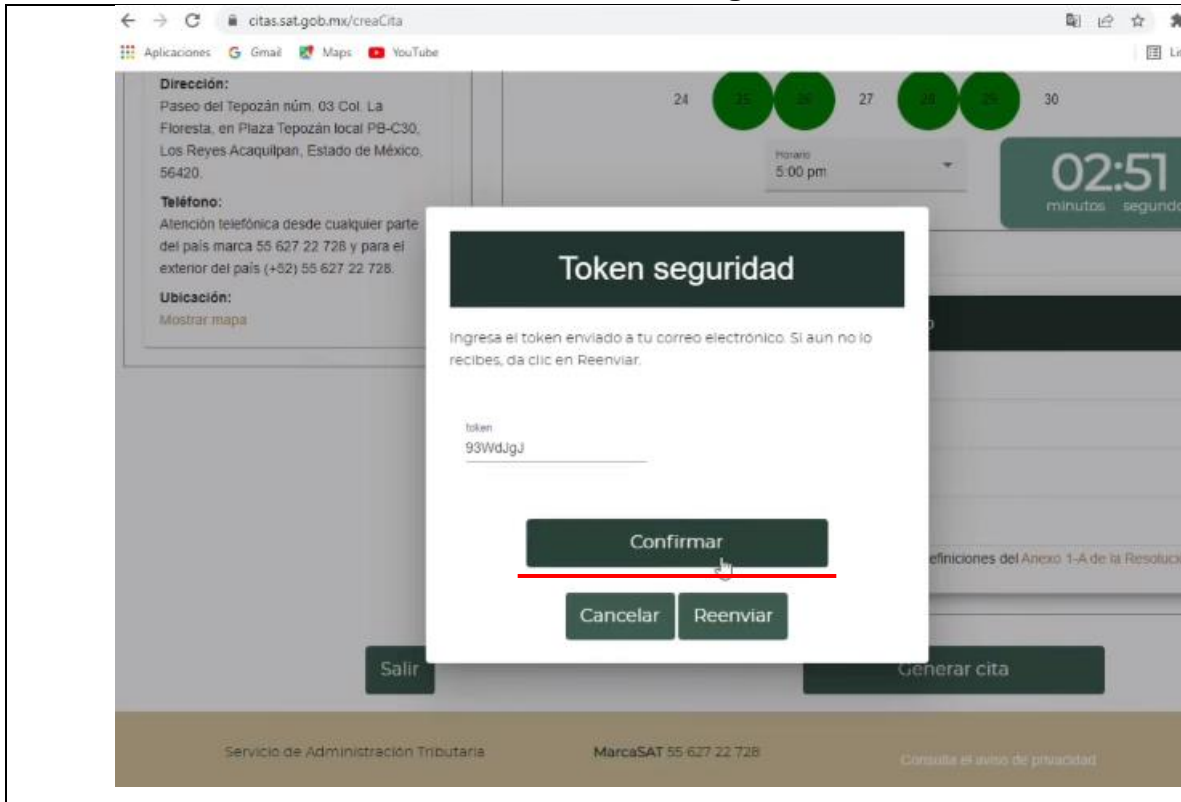 citas.sat.gob.mx/creaCita
Aplicaciones Gmail Maps YouTube
Dirección:
Paseo del Tepozán núm. 03 Col. La
Floresta, en Plaza Tepozán local PB-C30,
Los Reyes Acaquilpan, Estado de México,
56420.
Teléfono:
Atención telefónica desde cualquier parte
del país marca 55 627 22 728 y para el
exterior del país (+52) 55 627 22 728.
Ubicación:
Mostrar mapa
24 25 26 27 28 29 30
Horario
5:00 pm
02:51
minutos segundo
Token seguridad
Ingresa el token enviado a tu correo electrónico. Si aun no lo
recibes, da clic en Reenviar.
token
93WdJgJ
Confirmar
Cancelar Reenviar
efiniciones del Anexo 1-A de la Resoluci
Salir
Generar cita
Servicio de Administración Tributaria
MarcaSAT 55 627 22 728
Consulta el aviso de privacidad